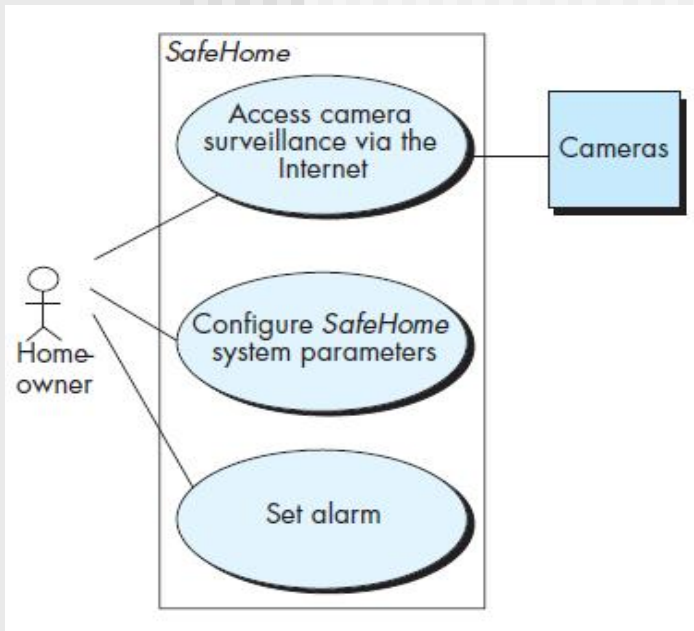 SafeHome
Access camera
surveillance via the
Internet
Cameras
Configure SafeHome
system parameters
Home-
owner
Set alarm